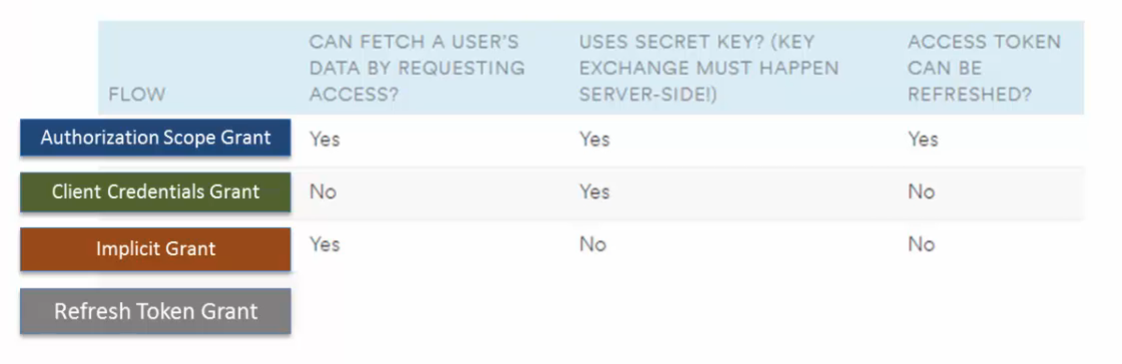 CAN FETCH A USER'S USES SECRET KEY? (KEY ACCESS TOKEN
DATA BY REQUESTING EXCHANGE MUST HAPPEN CAN BE
FLOW ACCESS? SERVER-SIDE!) REFRESHED?
Authorization Scope Grant Yes Yes Yes
Client Credentials Grant No Yes No
Implicit Grant Yes No No
Refresh Token Grant